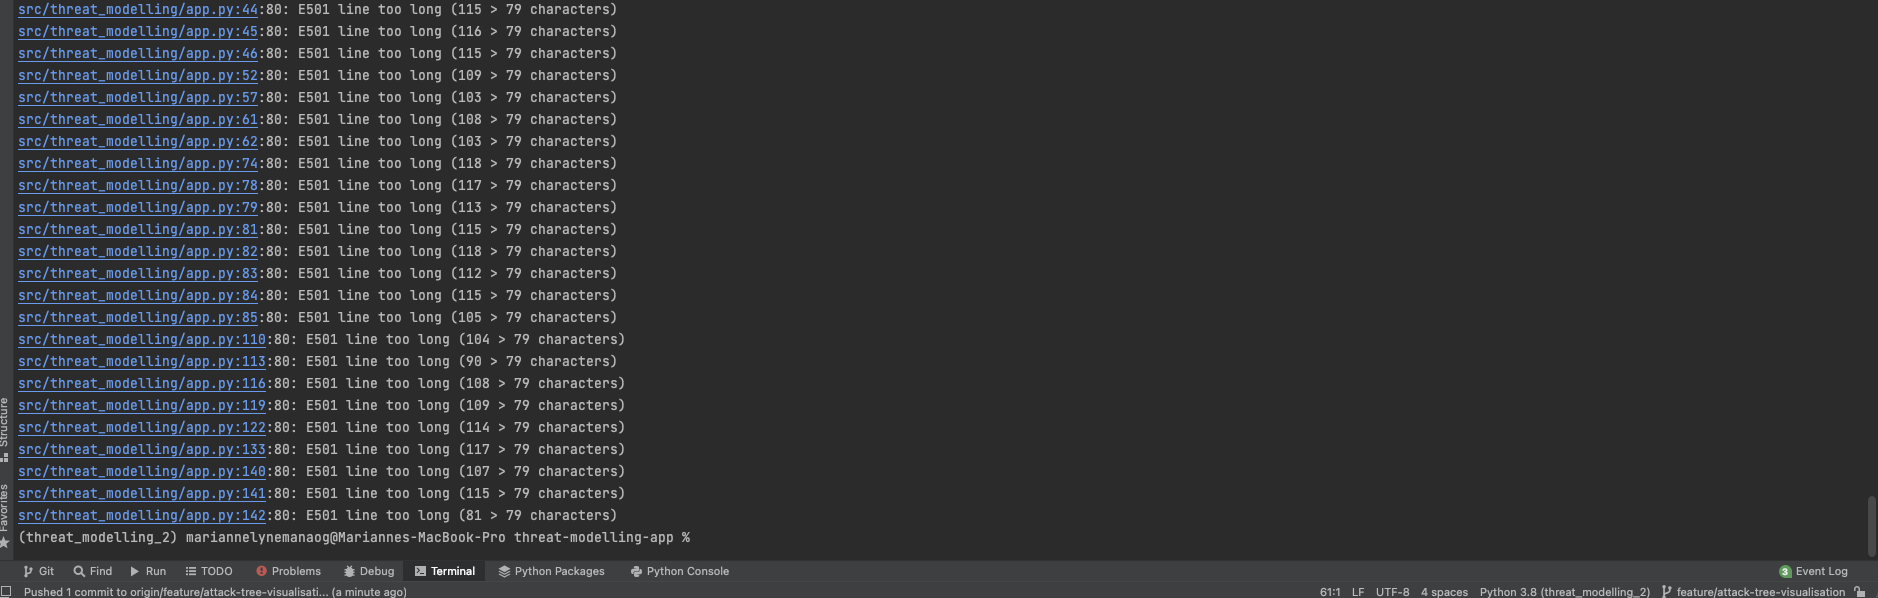 src/threat_modelling/app.py:44:80: E501 line too long (115 > 79 characters)
src/threat_modelling/app.py:45:80: E501 line too long (116 > 79 characters)
src/threat_modelling/app.py:46:80: E501 line too long (115 > 79 characters)
src/threat_modelling/app.py:52:80: E501 line too long (109 > 79 characters)
src/threat_modelling/app.py:57:80: E501 line too long (103 > 79 characters)
src/threat_modelling/app.py:61:80: E501 line too long (108 > 79 characters)
src/threat_modelling/app.py:62:80: E501 line too long (103 > 79 characters)
src/threat_modelling/app.py:74:80: E501 line too long (118 > 79 characters)
src/threat_modelling/app.py:78:80: E501 line too long (117 > 79 characters)
src/threat_modelling/app.py:79:80: E501 line too long (113 > 79 characters)
src/threat_modelling/app.py:81:80: E501 line too long (115 > 79 characters)
src/threat_modelling/app.py:82:80: E501 line too long (118 > 79 characters)
src/threat_modelling/app.py:83:80: E501 line too long (112 > 79 characters)
src/threat_modelling/app.py:84:80: E501 line too long (115 > 79 characters)
src/threat_modelling/app.py:85:80: E501 line too long (105 > 79 characters)
src/threat_modelling/app.py:110:80: E501 line too long (104 > 79 characters)
src/threat_modelling/app.py:113:80: E501 line too long (90 > 79 characters)
src/threat_modelling/app.py:116:80: E501 line too long (108 > 79 characters)
src/threat_modelling/app.py:119:80: E501 line too long (109 > 79 characters)
src/threat_modelling/app.py:122:80: E501 line too long (114 > 79 characters)
src/threat_modelling/app.py:133:80: E501 line too long (117 > 79 characters)
src/threat_modelling/app.py:140:80: E501 line too long (107 > 79 characters)
src/threat_modelling/app.py:141:80: E501 line too long (115 > 79 characters)
src/threat_modelling/app.py:142:80: E501 line too long (81 > 79 characters)
(threat_modelling_2) mariannelynemanaog@Mariannes-MacBook-Pro threat-modelling-app %
Structure
Favorites
Git Find Run TODO Problems Debug Terminal Python Packages Python Console 3 Event Log
Pushed 1 commit to origin/feature/attack-tree-visualisati... (a minute ago) 61:1 LF UTF-8 4 spaces Python 3.8 (threat_modelling_2) feature/attack-tree-visualisation